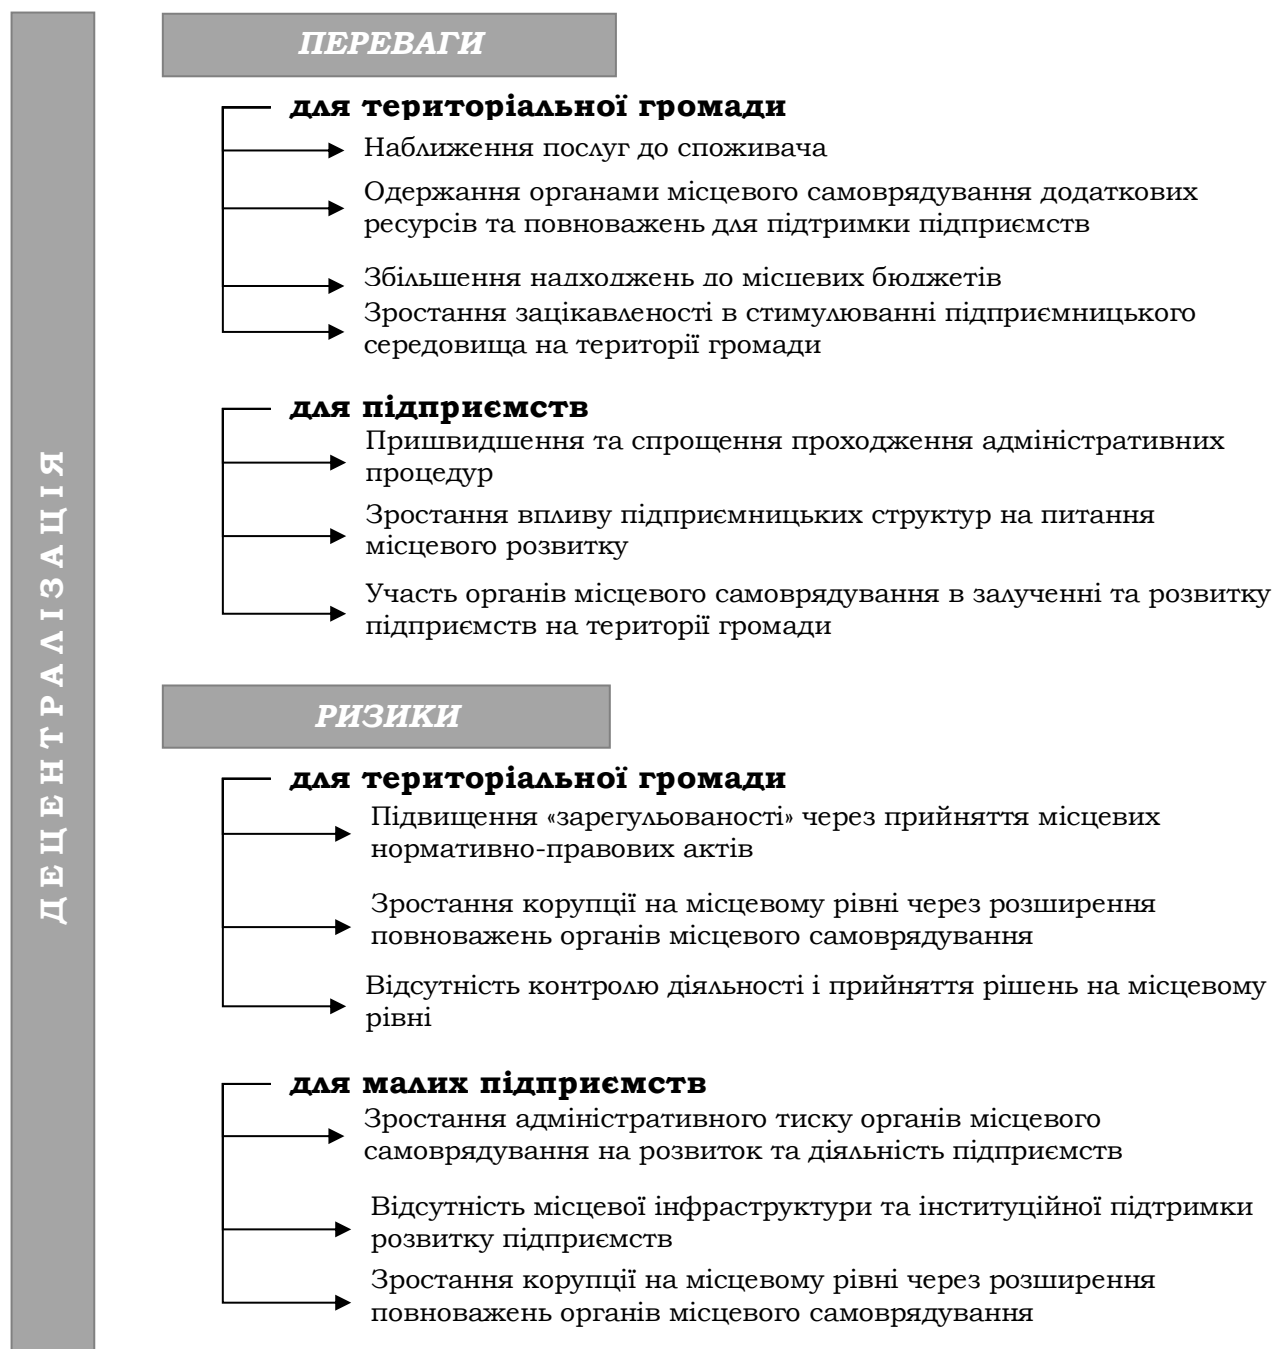 ДЕЦЕНТРАЛІЗАЦІЯ
ПЕРЕВАГИ
для територіальної громади
Наближення послуг до споживача
Одержання органами місцевого самоврядування додаткових
ресурсів та повноважень для підтримки підприємств
Збільшення надходжень до місцевих бюджетів
Зростання зацікавленості в стимулюванні підприємницького
середовища на території громади
для підприємств
Пришвидшення та спрощення проходження адміністративних
процедур
Зростання впливу підприємницьких структур на питання
місцевого розвитку
Участь органів місцевого самоврядування в залученні та розвитку
підприємств на території громади
РИЗИКИ
для територіальної громади
Підвищення «зарегульованості» через прийняття місцевих
нормативно-правових актів
Зростання корупції на місцевому рівні через розширення
повноважень органів місцевого самоврядування
Відсутність контролю діяльності і прийняття рішень на місцевому
рівні
для малих підприємств
Зростання адміністративного тиску органів місцевого
самоврядування на розвиток та діяльність підприємств
Відсутність місцевої інфраструктури та інституційної підтримки
розвитку підприємств
Зростання корупції на місцевому рівні через розширення
повноважень органів місцевого самоврядування